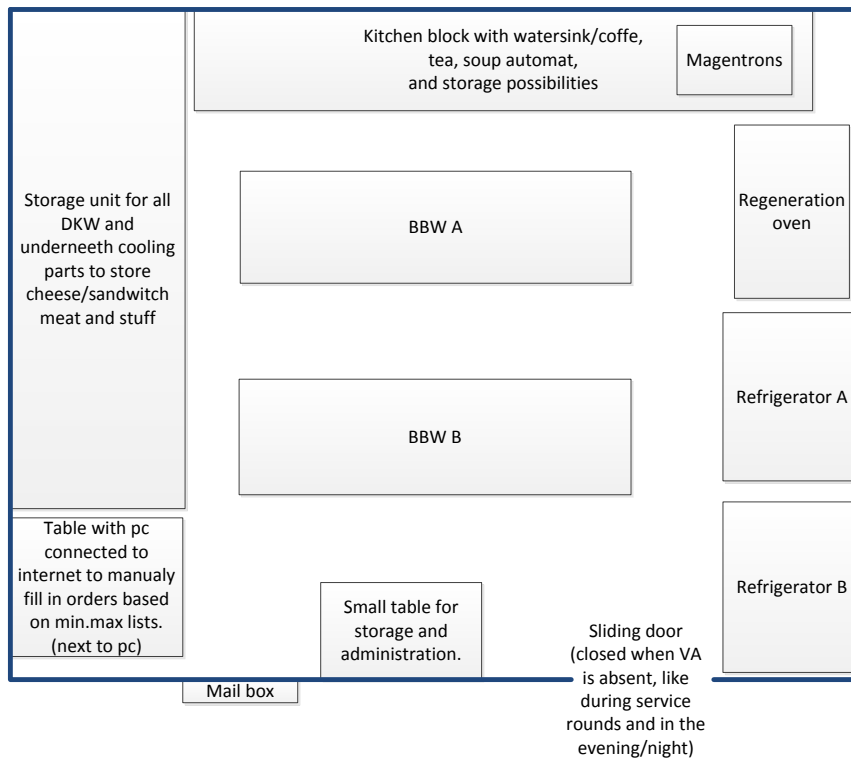 Kitchen block with watersink/coffe,
tea, soup automat,
and storage possibilities
Magentrons
Storage unit for all
DKW and
underneeth cooling
parts to store
cheese/sandwitch
meat and stuff
BBW A
Regeneration
oven
BBW B
Refrigerator A
Table with pc
connected to
internet to manualy
fill in orders based
on min.max lists.
(next to pc)
Small table for
storage and
administration.
Refrigerator B
Sliding door
(closed when VA
is absent, like
during service
rounds and in the
evening/night)
Mail box